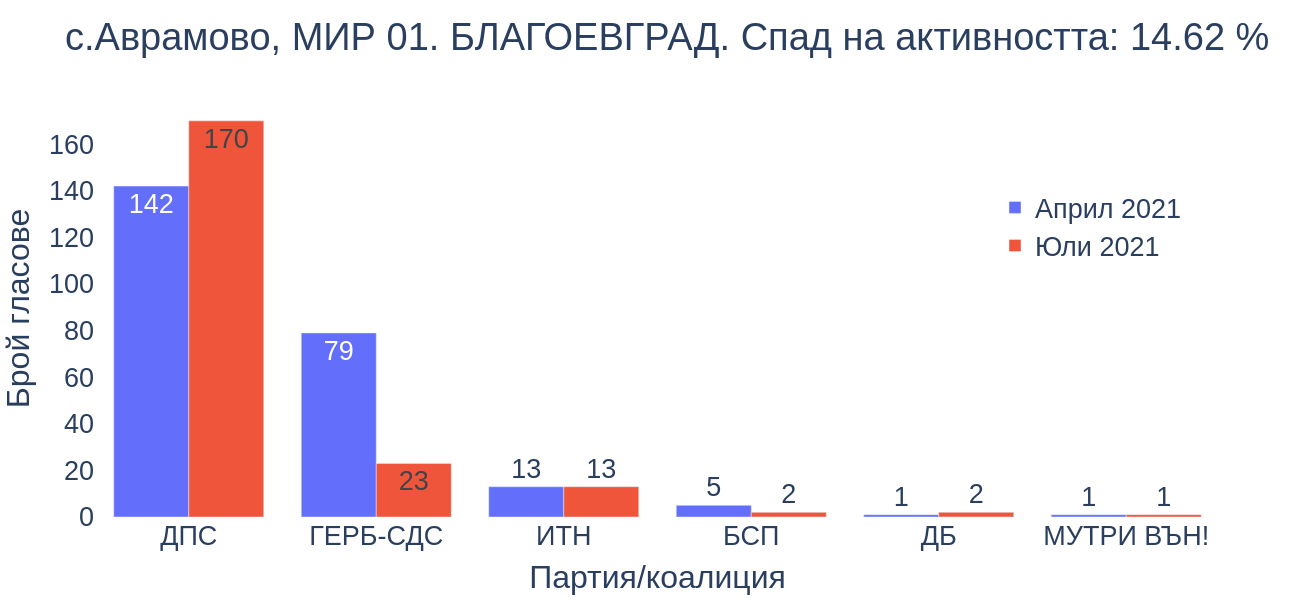 с.Аврамово, МИР 01. БЛАГОЕВГРАД. Спад на активността: 14.62 %
Брой гласове
160
140
120
100
80
60
40
20
0
142
170
79
23
13
13
5
2
1
2
1
1
Април 2021
Юли 2021
ДПС
ГЕРБ-СДС
ИТН
БСП
ДБ
МУТРИ ВЪН!
Партия/коалиция